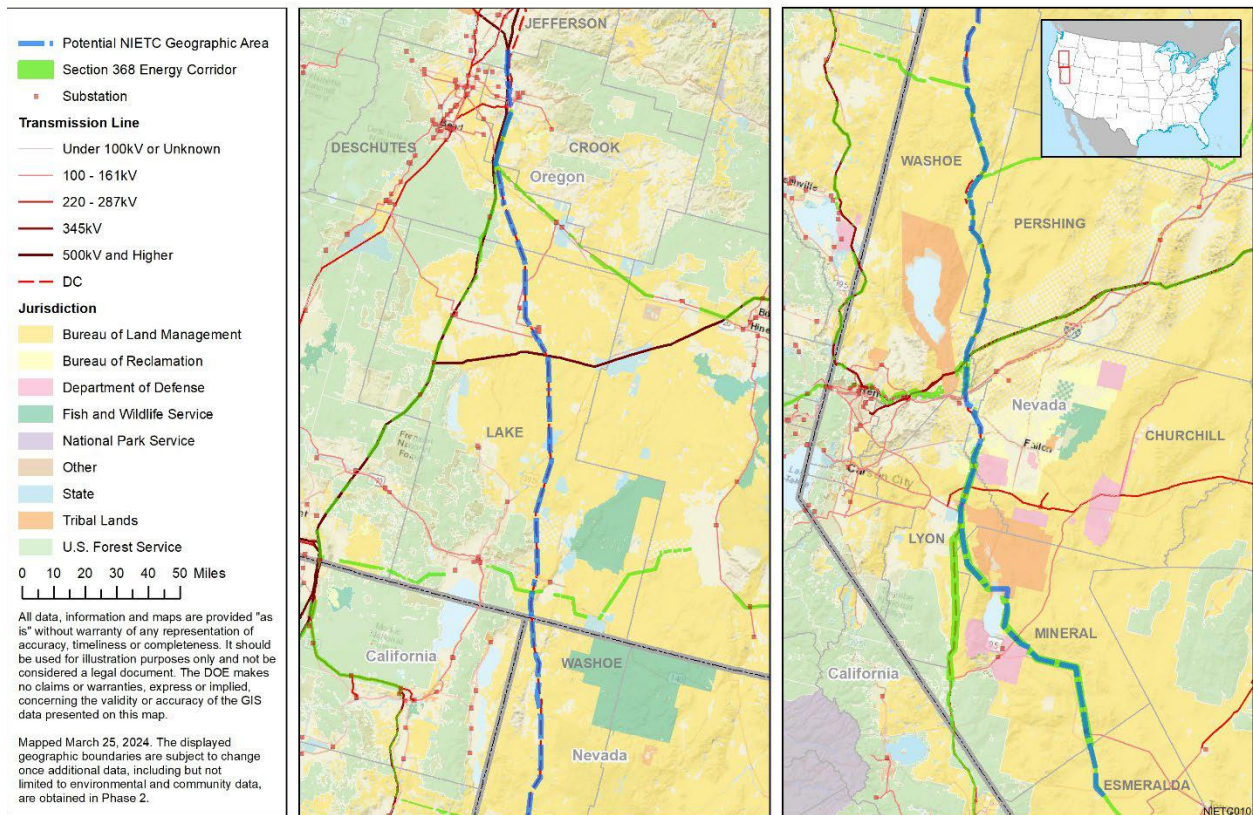 Potential NIETC Geographic Area
Section 368 Energy Corridor
Substation
Transmission Line
Under 100kV or Unknown
100 - 161kV
220 - 287kV
345kV
500kV and Higher
DC
Jurisdiction
Bureau of Land Management
Bureau of Reclamation
Department of Defense
Fish and Wildlife Service
National Park Service
Other
State
Tribal Lands
U.S. Forest Service
0 10 20 30 40 50 Miles
All data, information and maps are provided "as
is" without warranty of any representation of
accuracy, timeliness or completeness. It should
be used for illustration purposes only and not be
considered a legal document. The DOE makes
no claims or warranties, express or implied,
concerning the validity or accuracy of the GIS
data presented on this map.
Mapped March 25, 2024. The displayed
geographic boundaries are subject to change
once additional data, including but not
limited to environmental and community data,
are obtained in Phase 2.
JEFFERSON
DESCHUTES
CROOK
Oregon
LAKE
California
WASHOE
Nevada
WASHOE
PERSHING
Nevada
Fallon
CHURCHILL
Carson City
LYON
MINERAL
95
California
ESMERALDA
NIETC010